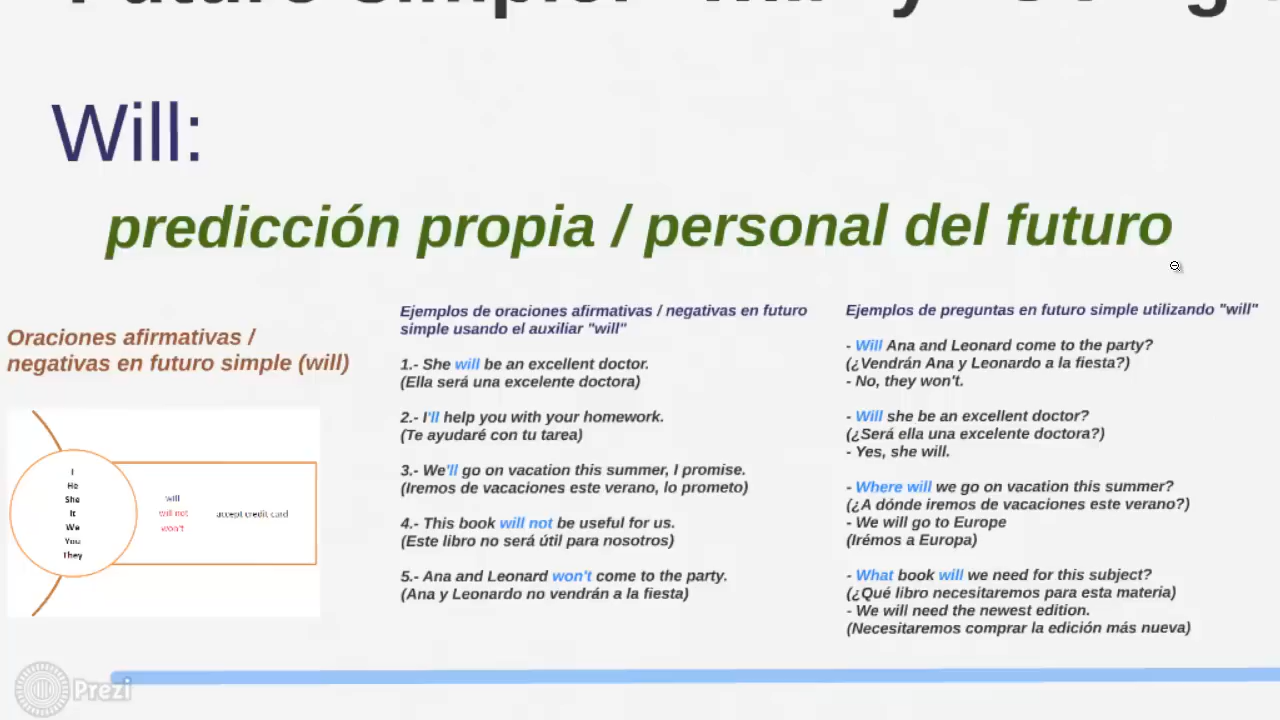 Futuro simple: "will" y "
Will:
predicción propia / personal del futuro
Oraciones afirmativas /
negativas en futuro simple (will)
I
He
She
It
We
You
They
will
will not
won't
accept credit card
Ejemplos de oraciones afirmativas / negativas en futuro
simple usando el auxiliar "will"
1.- She will be an excellent doctor.
(Ella será una excelente doctora)
2.- I'll help you with your homework.
(Te ayudaré con tu tarea)
3.- We'll go on vacation this summer, I promise.
(Iremos de vacaciones este verano, lo prometo)
4.- This book will not be useful for us.
(Este libro no será útil para nosotros)
5.- Ana and Leonard won't come to the party.
(Ana y Leonardo no vendrán a la fiesta)
Ejemplos de preguntas en futuro simple utilizando "will"
- Will Ana and Leonard come to the party?
(¿Vendrán Ana y Leonardo a la fiesta?)
- No, they won't.
- Will she be an excellent doctor?
(¿Será ella una excelente doctora?)
- Yes, she will.
- Where will we go on vacation this summer?
(¿A dónde iremos de vacaciones este verano?)
- We will go to Europe
(Irémos a Europa)
- What book will we need for this subject?
(¿Qué libro necesitaremos para esta materia)
- We will need the newest edition.
(Necesitaremos comprar la edición más nueva)
Prezi